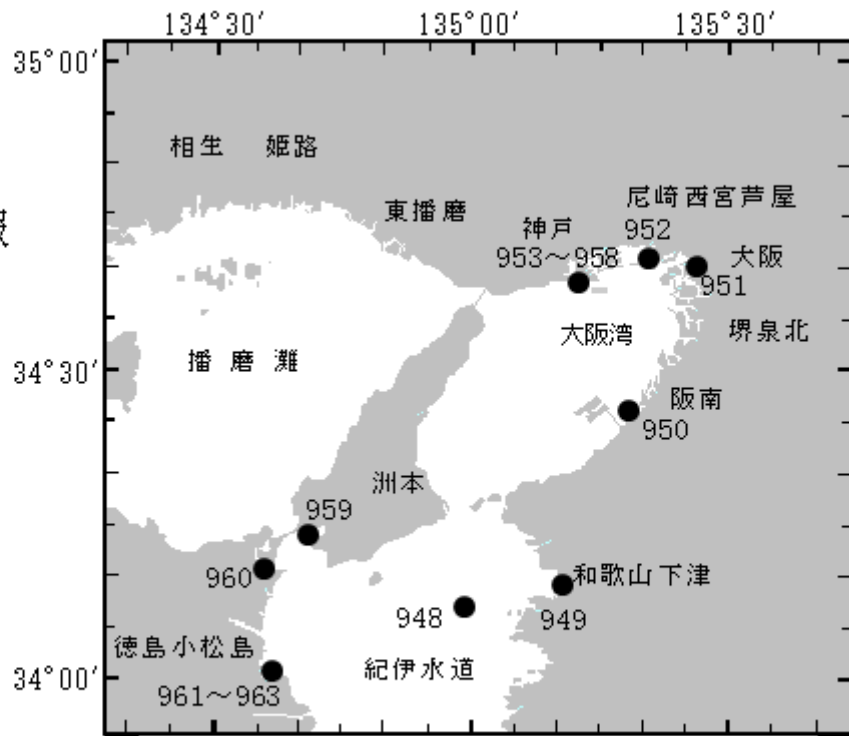 134°30′ 135°00′ 135°30′
35°00′
相生 姫路
尼崎西宮芦屋
東播磨
神戸
952
953～958
大阪
951
大阪湾
堺泉北
播磨灘
34°30′
阪南
950
洲本
959
960
和歌山下津
948
949
徳島小松島
紀伊水道
34°00′
961～963